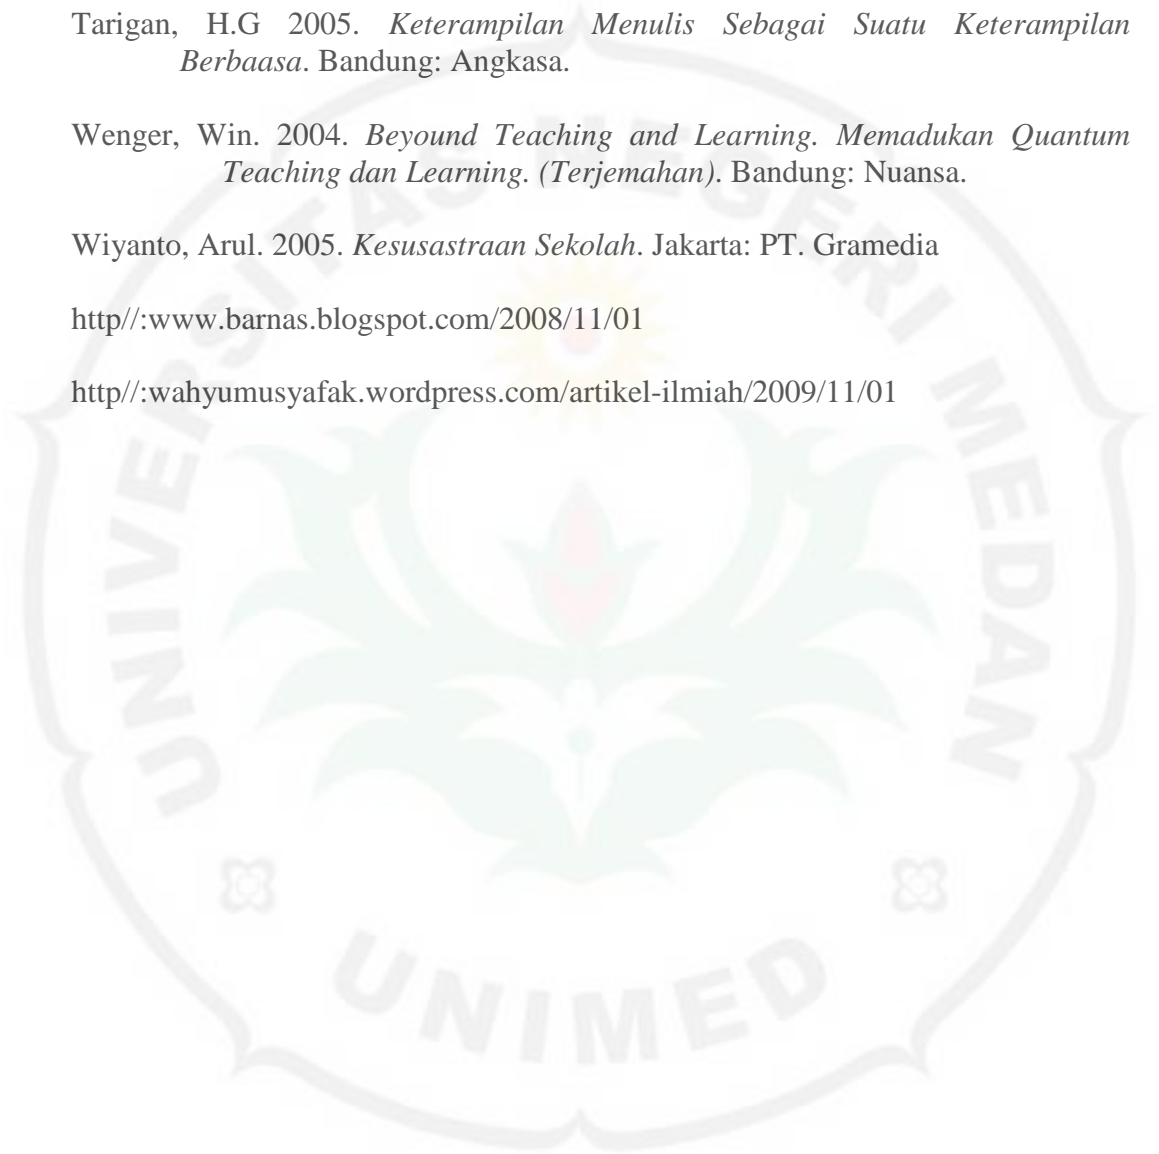 Tarigan, H.G 2005. Keterampilan Menulis Sebagai Suatu Keterampilan
Berbaasa. Bandung: Angkasa.
Wenger, Win. 2004. Beyound Teaching and Learning. Memadukan Quantum
Teaching dan Learning. (Terjemahan). Bandung: Nuansa.
Wiyanto, Arul. 2005. Kesusastraan Sekolah. Jakarta: PT. Gramedia
http//:www.barnas.blogspot.com/2008/11/01
http//:wahyumusyafak.wordpress.com/artikel-ilmiah/2009/11/01
UNIVERSITAS NEGERI MEDAN
UNIMED